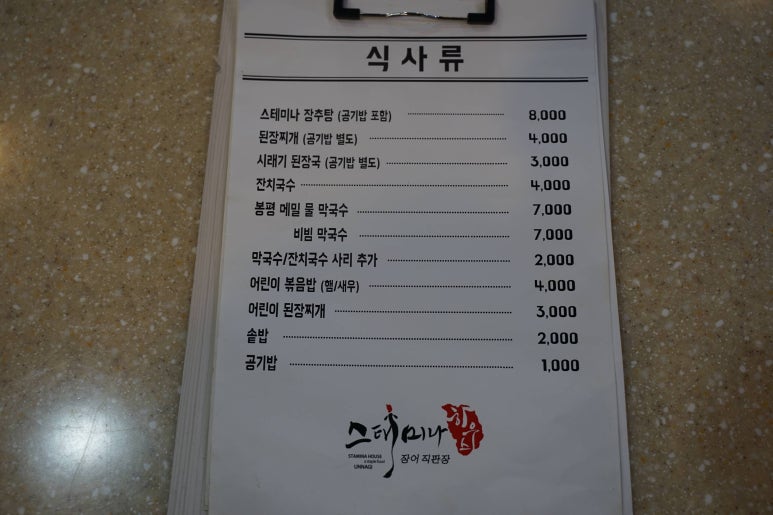 식사류
스테미나 장추탕 (공기밥 포함) 8,000
된장찌개 (공기밥 별도) 4,000
시래기 된장국 (공기밥 별도) 3,000
잔치국수 4,000
봉평 메밀 물 막국수 7,000
비빔 막국수 7,000
막국수/잔치국수 사리 추가 2,000
어린이 볶음밥 (햄/새우) 4,000
어린이 된장찌개 3,000
솥밥 2,000
공기밥 1,000
스테미나
하우스
STAMINA HOUSE
UNNAGI
장어 직판장